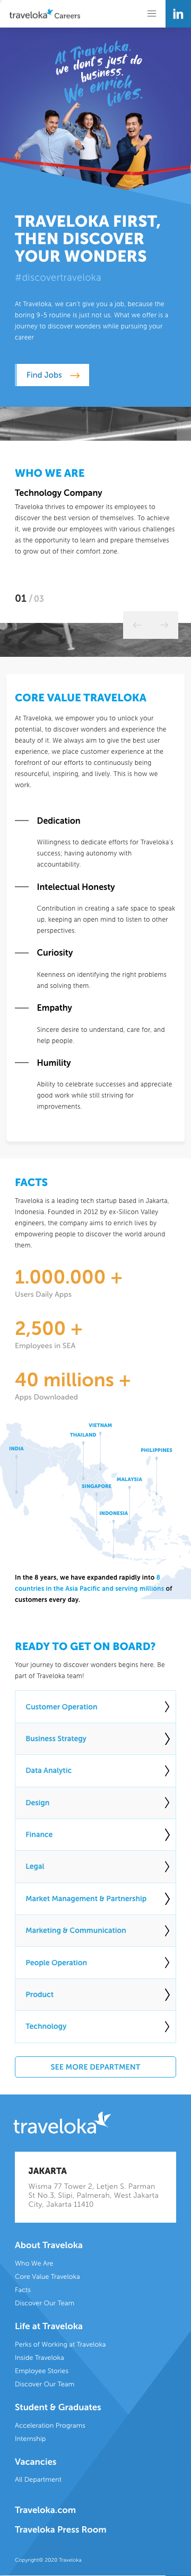 traveloka Careers
in
At Traveloka,
we don't just do
business.
We enrich
lives.
TRAVELOKA FIRST,
THEN DISCOVER
YOUR WONDERS
#discovertraveloka
At Traveloka, we can't give you a job, because the
boring 9-5 routine is just not us. What we offer is a
journey to discover wonders while pursuing your
career
Find Jobs
WHO WE ARE
Technology Company
Traveloka thrives to empower its employees to
discover the best version of themselves. To achieve
it, we provide our employees with various challenges
as the opportunity to learn and prepare themselves
to grow out of their comfort zone.
01 / 03
CORE VALUE TRAVELOKA
At Traveloka, we empower you to unlock your
potential, to discover wonders and experience the
beauty of it. We always aim to give the best user
experience, we place customer experience at the
forefront of our efforts to continously being
resourceful, inspiring, and lively. This is how we
work.
Dedication
Willingness to dedicate efforts for Traveloka's
success; having autonomy with
accountability.
Intelectual Honesty
Contribution in creating a safe space to speak
up, keeping an open mind to listen to other
perspectives.
Curiosity
Keenness on identifying the right problems
and solving them.
Empathy
Sincere desire to understand, care for, and
help people.
Humility
Ability to celebrate successes and appreciate
good work while still striving for
improvements.
FACTS
Traveloka is a leading tech startup based in Jakarta,
Indonesia. Founded in 2012 by ex-Silicon Valley
engineers, the company aims to enrich lives by
empowering people to discover the world around
them.
1.000.000 +
Users Daily Apps
2,500 +
Employees in SEA
40 millions +
Apps Downloaded
VIETNAM
THAILAND
INDIA
PHILIPPINES
MALAYSIA
SINGAPORE
INDONESIA
In the 8 years, we have expanded rapidly into 8
countries in the Asia Pacific and serving millions of
customers every day.
READY TO GET ON BOARD?
Your journey to discover wonders begins here. Be
part of Traveloka team!
Customer Operation
Business Strategy
Data Analytic
Design
Finance
Legal
Market Management & Partnership
Marketing & Communication
People Operation
Product
Technology
SEE MORE DEPARTMENT
traveloka
JAKARTA
Wisma 77 Tower 2, Letjen S. Parman
St No.3, Slipi, Palmerah, West Jakarta
City, Jakarta 11410
About Traveloka
Who We Are
Core Value Traveloka
Facts
Discover Our Team
Life at Traveloka
Perks of Working at Traveloka
Inside Traveloka
Employee Stories
Discover Our Team
Student & Graduates
Acceleration Programs
Internship
Vacancies
All Department
Traveloka.com
Traveloka Press Room
Copyright© 2020 Traveloka